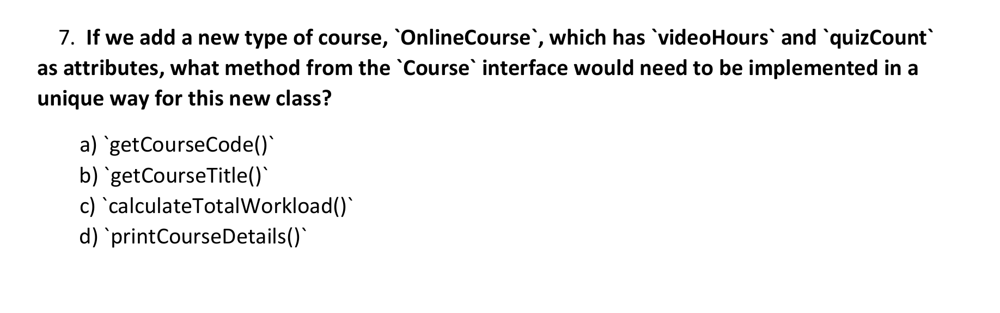 7. If we add a new type of course, `OnlineCourse`, which has `videoHours` and `quizCount`
as attributes, what method from the `Course` interface would need to be implemented in a
unique way for this new class?
a) `getCourseCode()`
b) `getCourseTitle()`
c) `calculateTotalWorkload()`
d) `printCourseDetails()`